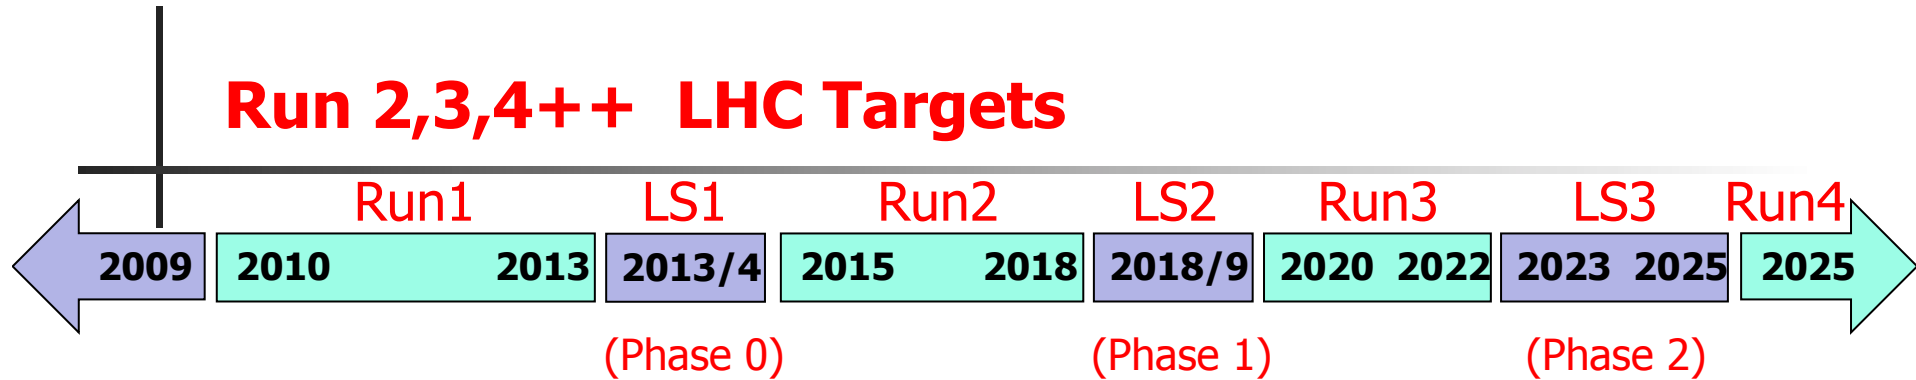 Run 2,3,4++ LHC Targets
Run1 LS1 Run2 LS2 Run3 LS3 Run4
2009 2010 2013 2013/4 2015 2018 2018/9 2020 2022 2023 2025 2025
(Phase 0) (Phase 1) (Phase 2)